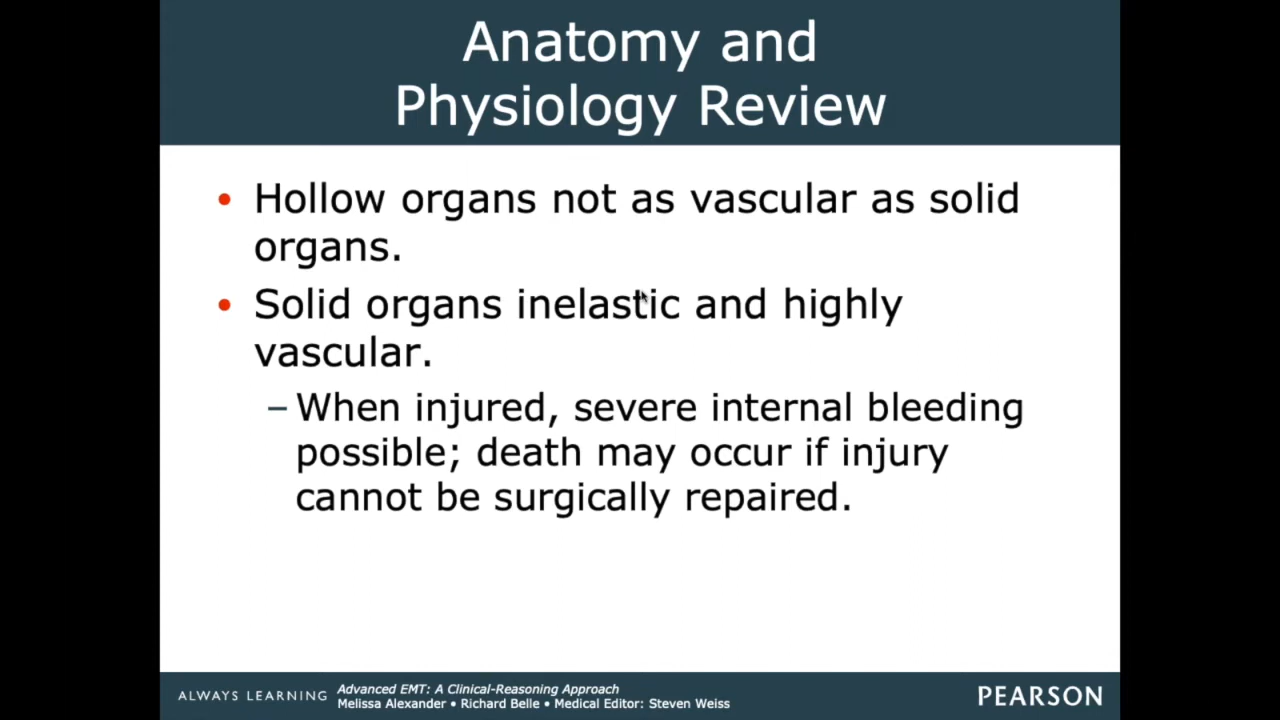 Anatomy and
Physiology Review
• Hollow organs not as vascular as solid
organs.
• Solid organs inelastic and highly
vascular.
– When injured, severe internal bleeding
possible; death may occur if injury
cannot be surgically repaired.
ALWAYS LEARNING
Advanced EMT: A Clinical-Reasoning Approach
Melissa Alexander • Richard Belle • Medical Editor: Steven Weiss
PEARSON